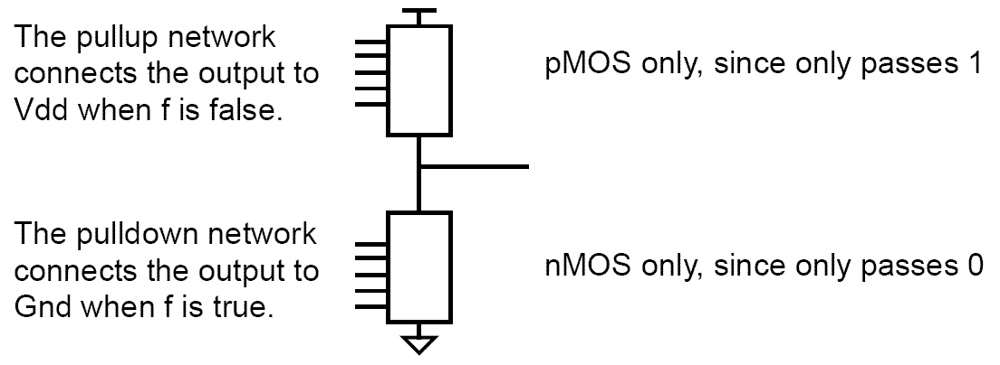 The pullup network
connects the output to
Vdd when f is false.
pMOS only, since only passes 1
The pulldown network
connects the output to
Gnd when f is true.
nMOS only, since only passes 0